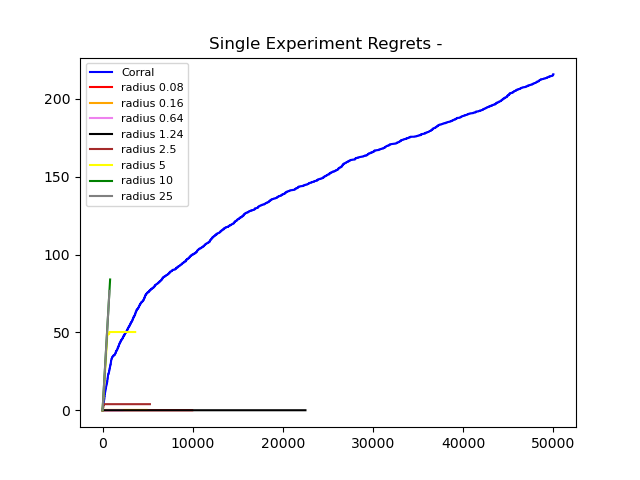 Single Experiment Regrets -
Corral
radius 0.08
radius 0.16
radius 0.64
radius 1.24
radius 2.5
radius 5
radius 10
radius 25
200
150
100
50
0
0 10000 20000 30000 40000 50000